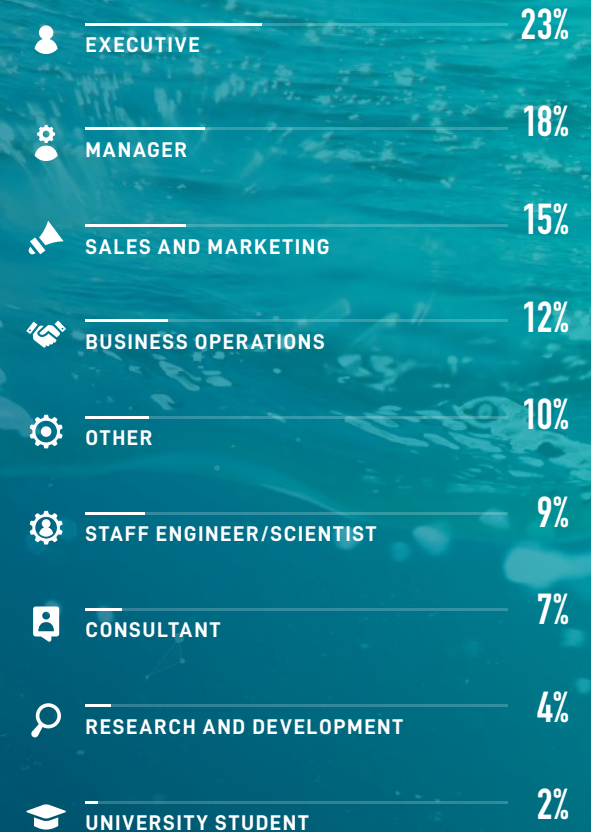 23%
EXECUTIVE
18%
MANAGER
15%
SALES AND MARKETING
12%
BUSINESS OPERATIONS
10%
OTHER
9%
STAFF ENGINEER/SCIENTIST
7%
CONSULTANT
4%
RESEARCH AND DEVELOPMENT
2%
UNIVERSITY STUDENT